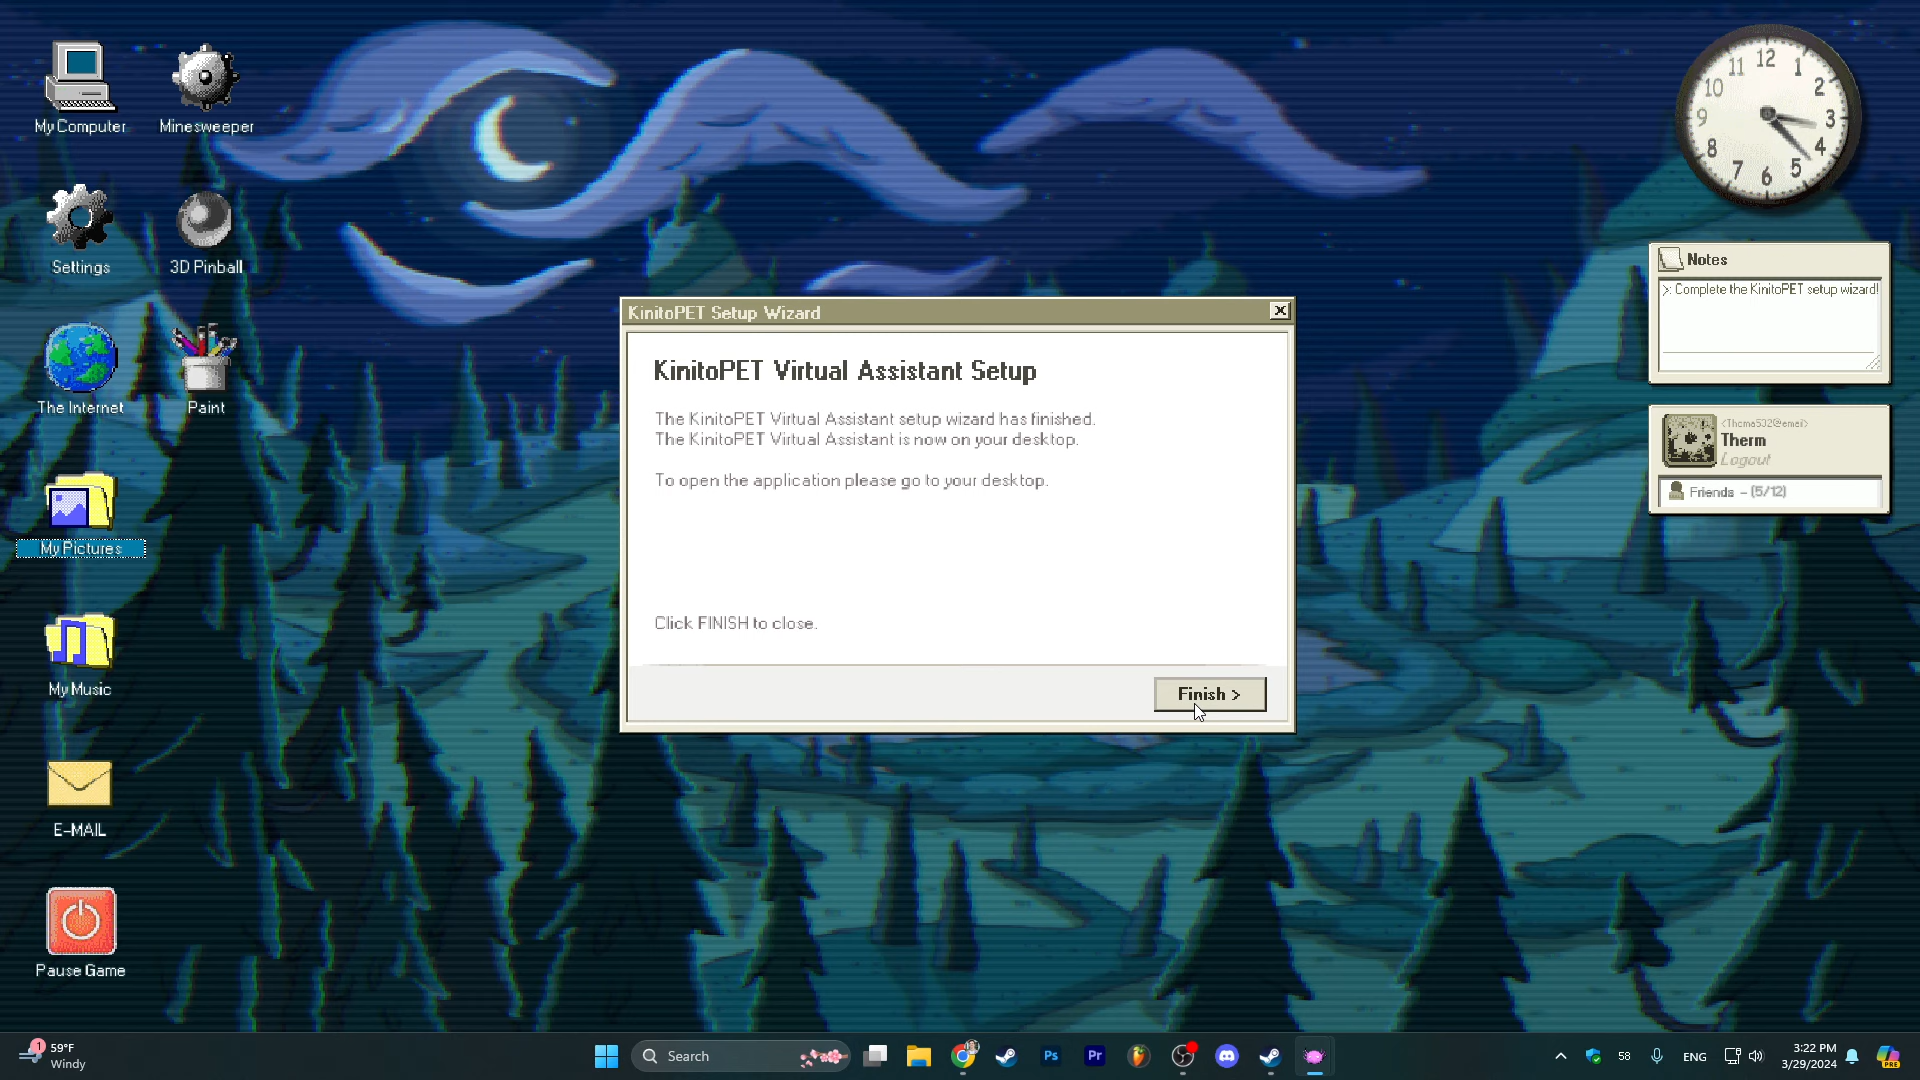 My Computer
Minesweeper
Settings
3D Pinball
The Internet
Paint
My Pictures
My Music
E-MAIL
Pause Game
KinitoPET Setup Wizard
KinitoPET Virtual Assistant Setup
The KinitoPET Virtual Assistant setup wizard has finished.
The KinitoPET Virtual Assistant is now on your desktop.
To open the application please go to your desktop.
Click FINISH to close.
Finish >
12
1
2
3
4
5
6
7
8
9
10
11
Notes
>: Complete the KinitoPET setup wizard!
Therm
Logout
Friends - (5/12)
1
59°F
Windy
Search
Ps
Pr
58
ENG
3:22 PM
3/29/2024
PRE